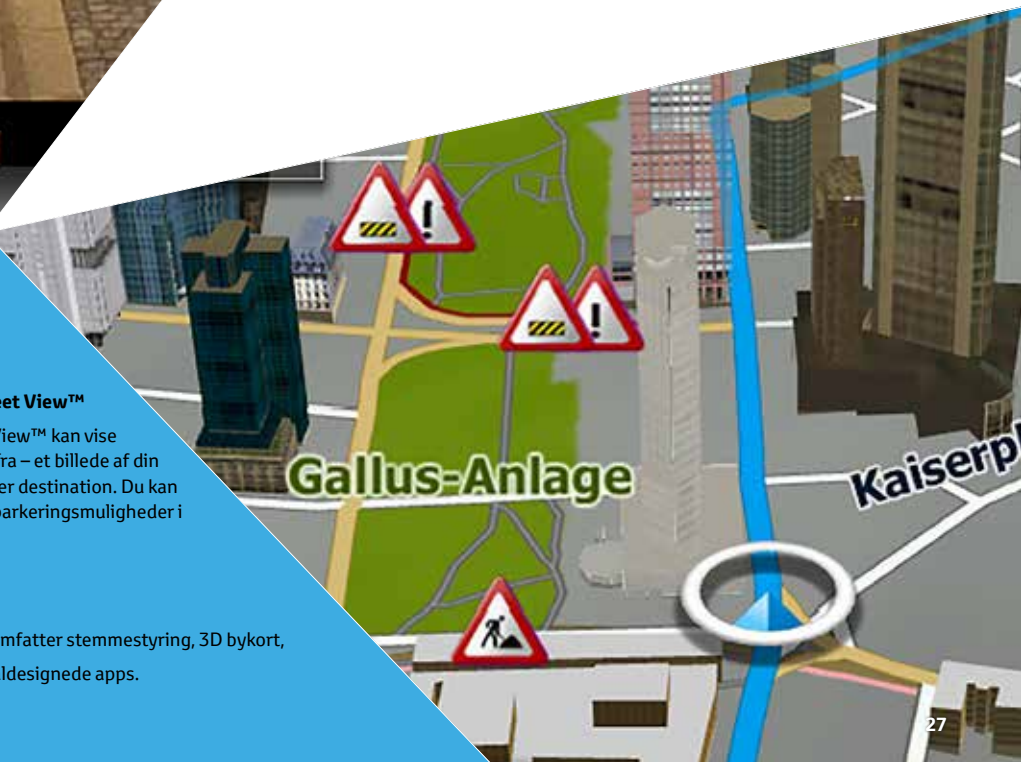 eet View™
View™ kan vise
fra – et billede af din
er destination. Du kan
parkeringsmuligheder i
mfatter stemmestyring, 3D bykort,
ldesignede apps.
Gallus-Anlage
Kaiserpl
27